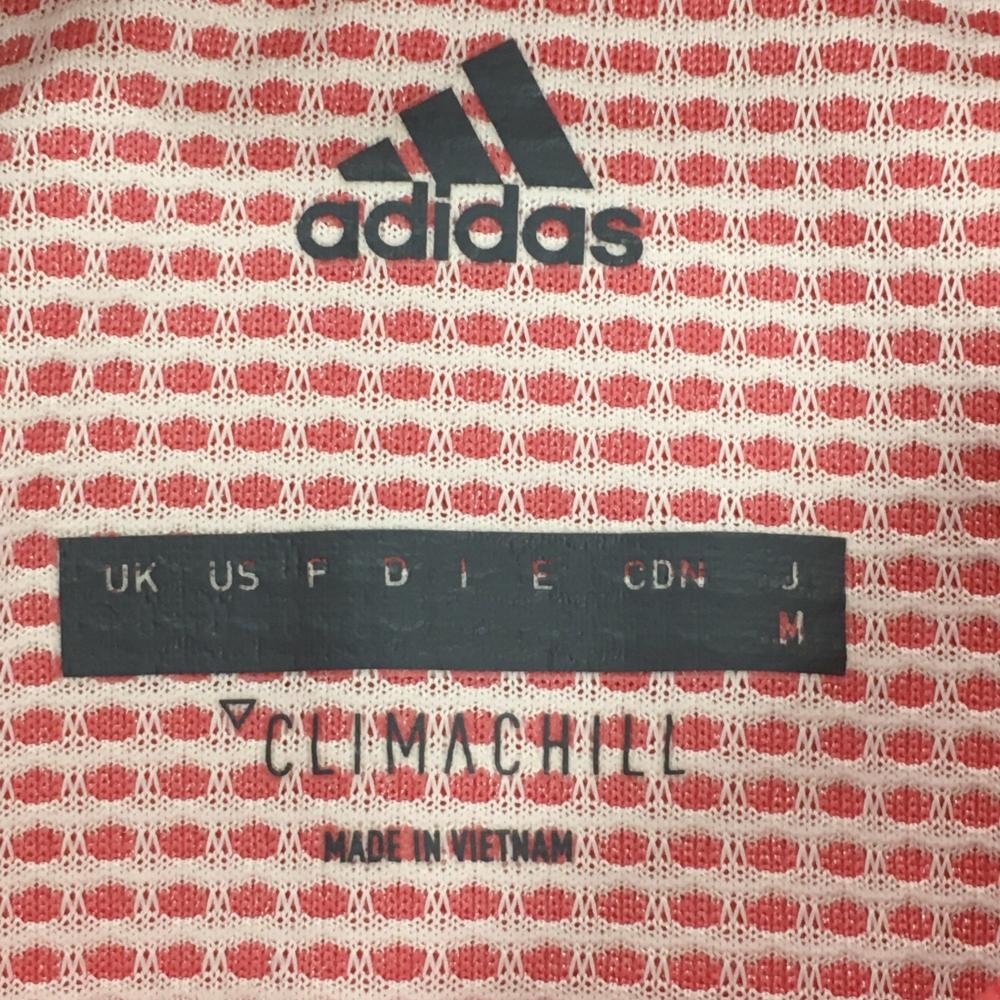 adidas
UK US F D I E CDN J
M
CLIMACHILL
MADE IN VIETNAM